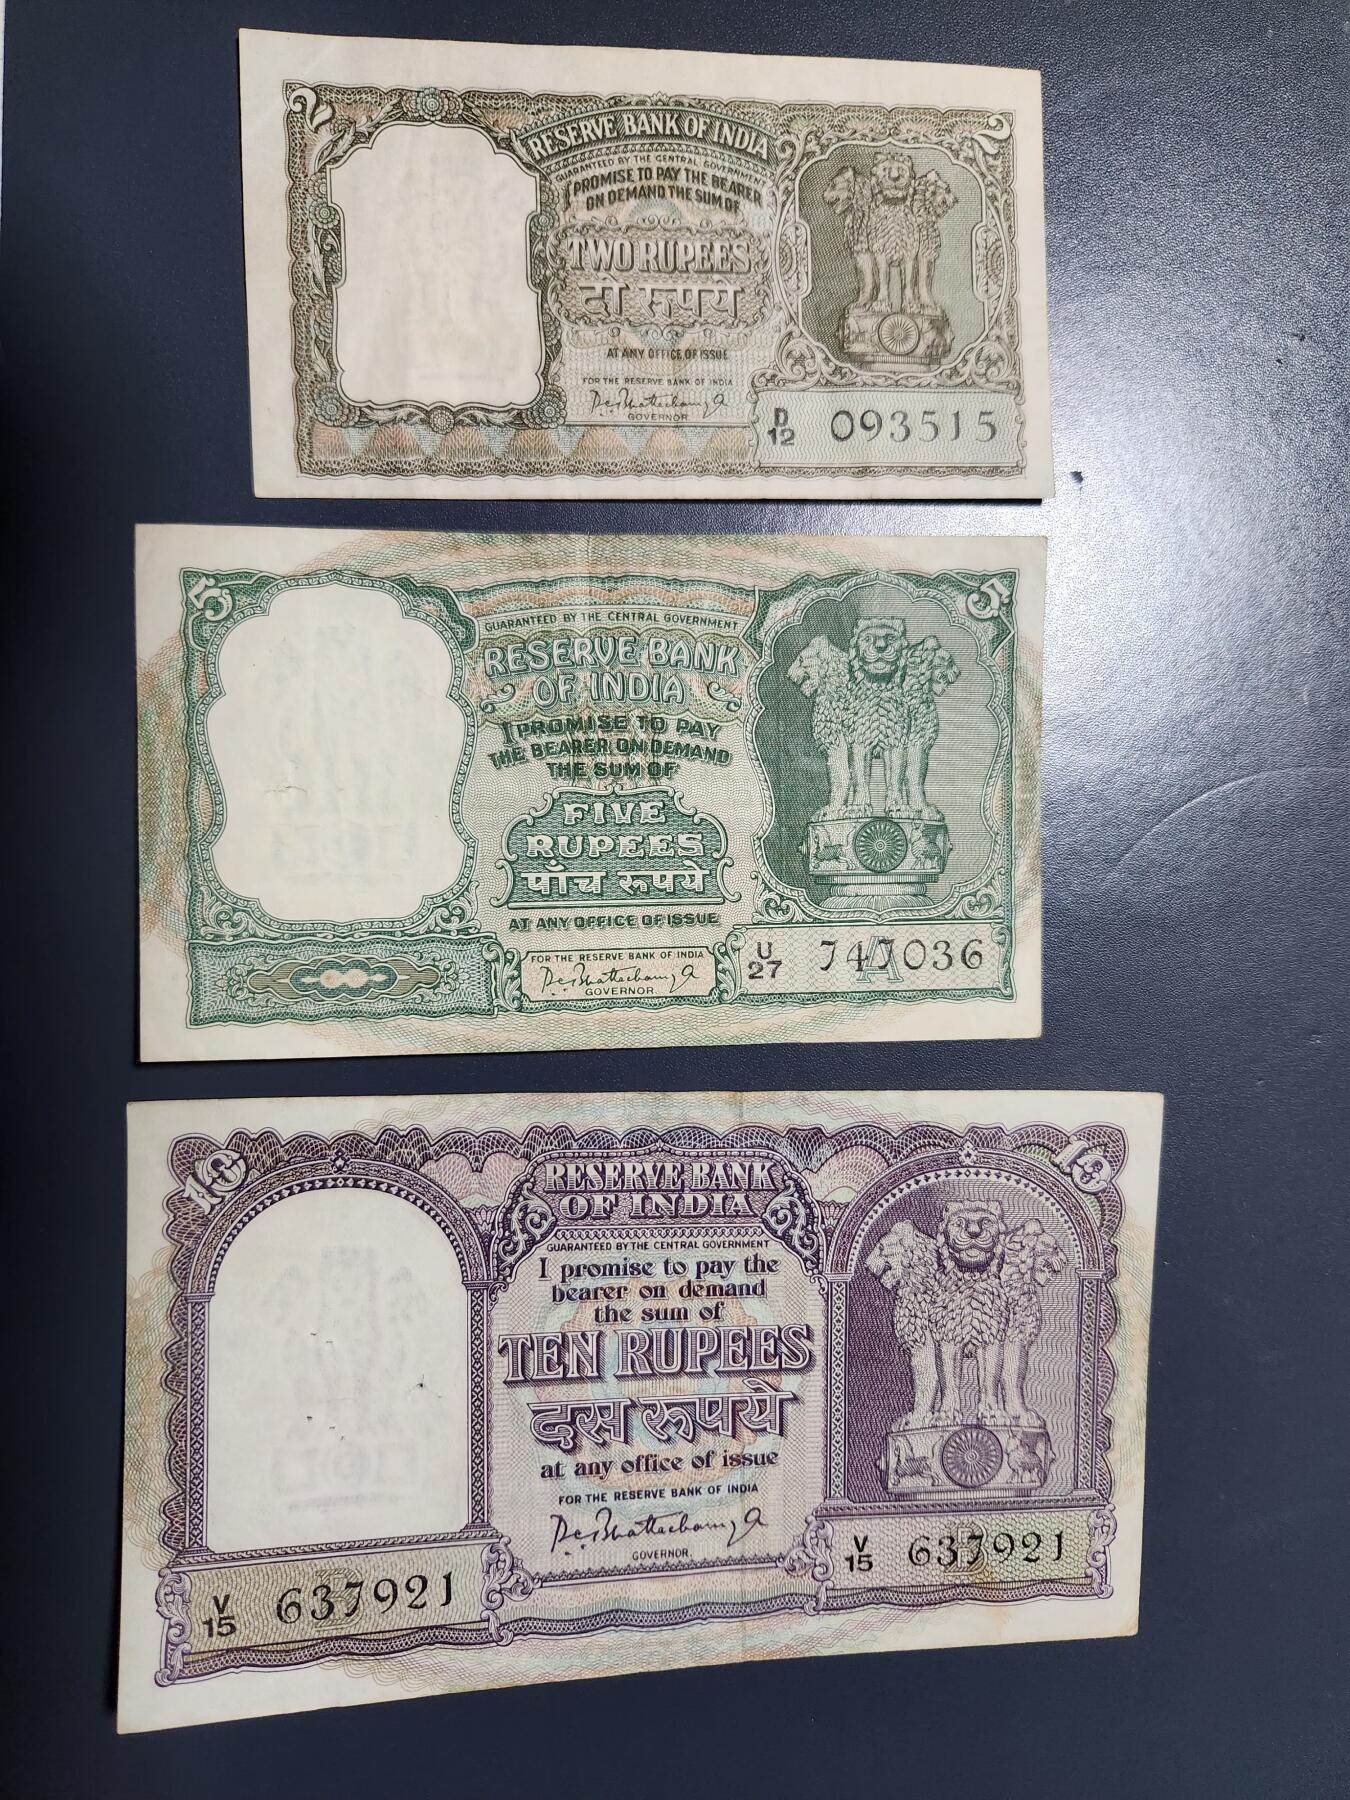 2
2
RESERVE BANK OF INDIA
GUARANTEED BY THE CENTRAL GOVERNMENT
I PROMISE TO PAY THE BEARER
ON DEMAND THE SUM OF
TWO RUPEES
दो रुपये
AT ANY OFFICE OF ISSUE
FOR THE RESERVE BANK OF INDIA
GOVERNOR
D/12 093515
5
5
GUARANTEED BY THE CENTRAL GOVERNMENT
RESERVE BANK
OF INDIA
I PROMISE TO PAY
THE BEARER ON DEMAND
THE SUM OF
FIVE
RUPEES
पाँच रूपये
AT ANY OFFICE OF ISSUE
FOR THE RESERVE BANK OF INDIA
GOVERNOR.
U/27 747036
A
10
10
RESERVE BANK
OF INDIA
GUARANTEED BY THE CENTRAL GOVERNMENT
I promise to pay the
bearer on demand
the sum of
TEN RUPEES
दस रूपये
at any office of issue
FOR THE RESERVE BANK OF INDIA
GOVERNOR.
V/15 637921
V/15 637921